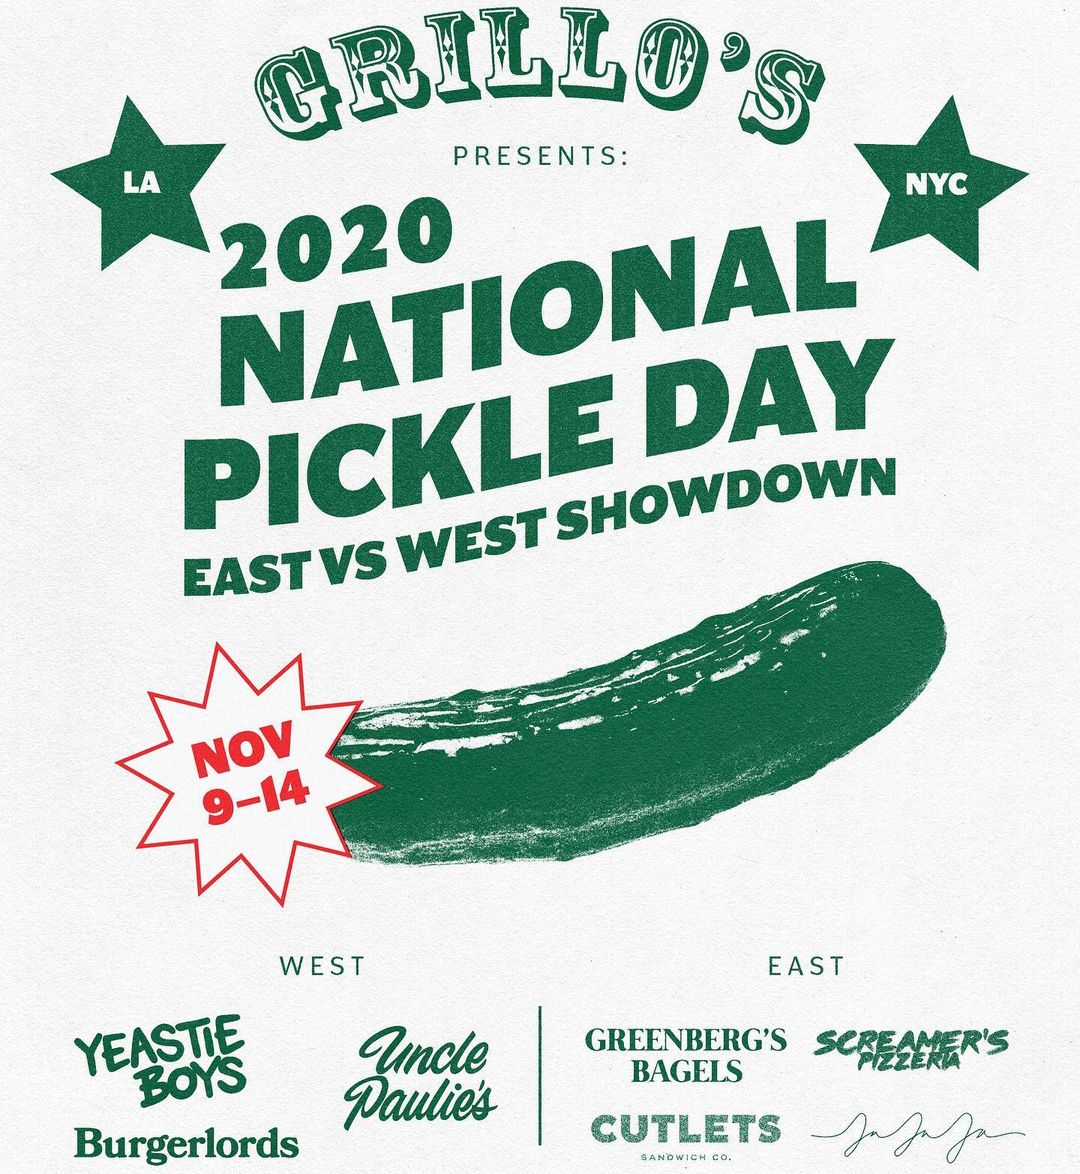 GRILLO'S
PRESENTS:
LA
NYC
2020
NATIONAL
PICKLE DAY
EAST VS WEST SHOWDOWN
NOV
9-14
WEST
YEASTIE
BOYS
Uncle
Paulie's
Burgerlords
EAST
GREENBERG'S
BAGELS
SCREAMER'S
PIZZERIA
CUTLETS
SANDWICH CO.
JaJaJa